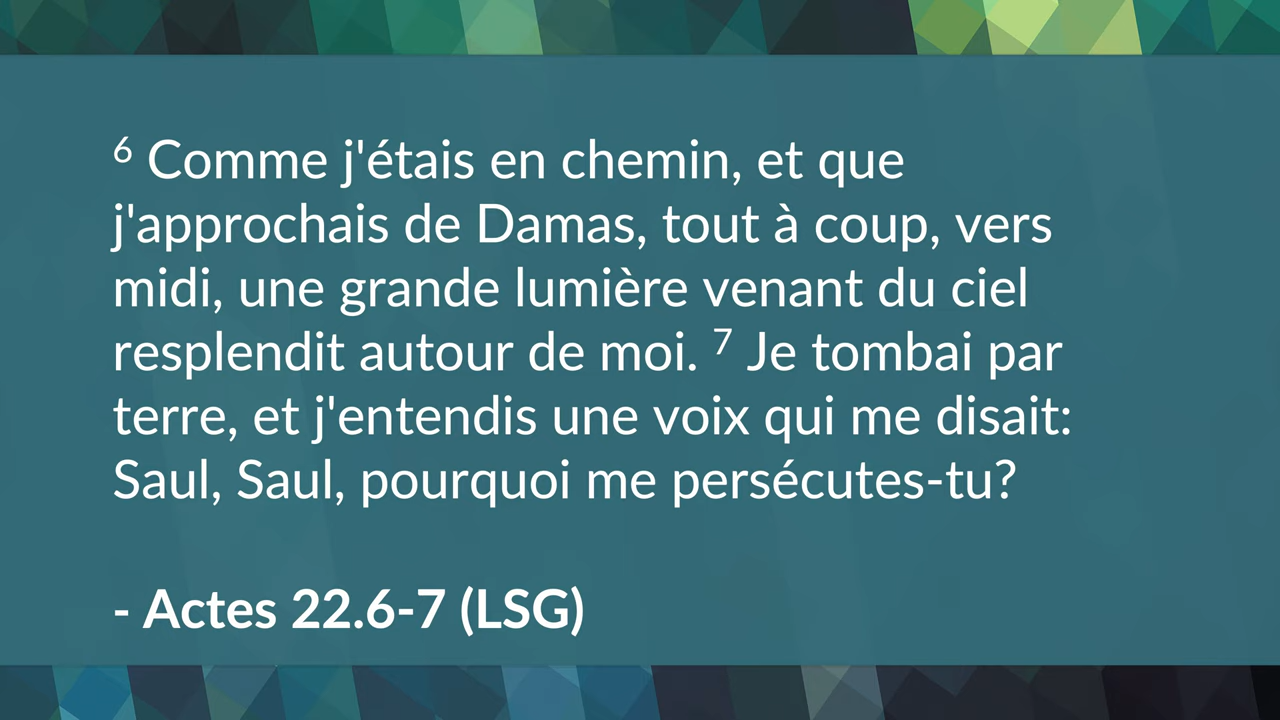 ⁶ Comme j'étais en chemin, et que
j'approchais de Damas, tout à coup, vers
midi, une grande lumière venant du ciel
resplendit autour de moi. ⁷ Je tombai par
terre, et j'entendis une voix qui me disait:
Saul, Saul, pourquoi me persécutes-tu?
- Actes 22.6-7 (LSG)